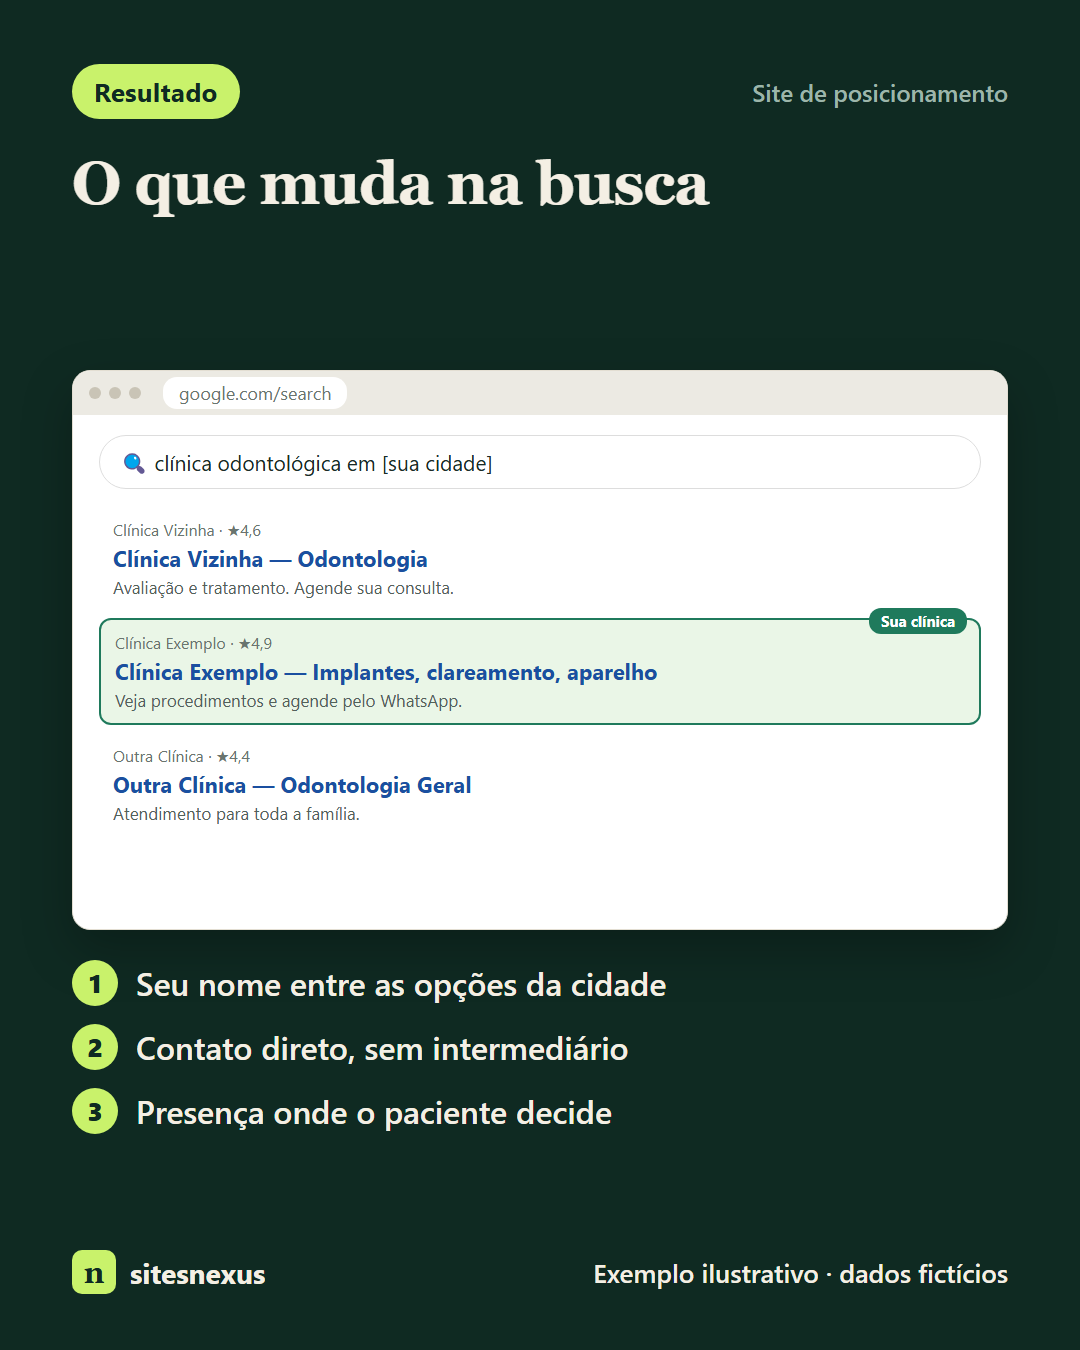 Resultado
Site de posicionamento
O que muda na busca
google.com/search
clínica odontológica em [sua cidade]
Clínica Vizinha · ★4,6
Clínica Vizinha — Odontologia
Avaliação e tratamento. Agende sua consulta.
Sua clínica
Clínica Exemplo · ★4,9
Clínica Exemplo — Implantes, clareamento, aparelho
Veja procedimentos e agende pelo WhatsApp.
Outra Clínica · ★4,4
Outra Clínica — Odontologia Geral
Atendimento para toda a família.
1 Seu nome entre as opções da cidade
2 Contato direto, sem intermediário
3 Presença onde o paciente decide
n sitesnexus
Exemplo ilustrativo · dados fictícios